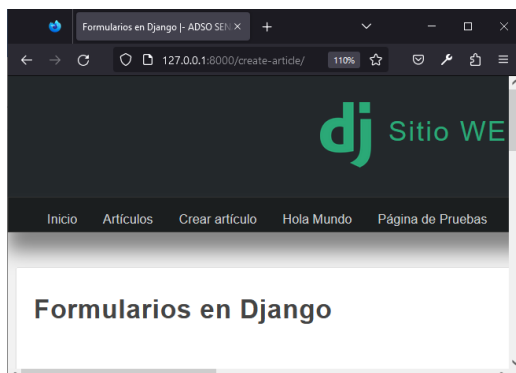 Formularios en Django |- ADSO SEN
127.0.0.1:8000/create-article/ 110%
dj Sitio WE
Inicio Artículos Crear artículo Hola Mundo Página de Pruebas
Formularios en Django